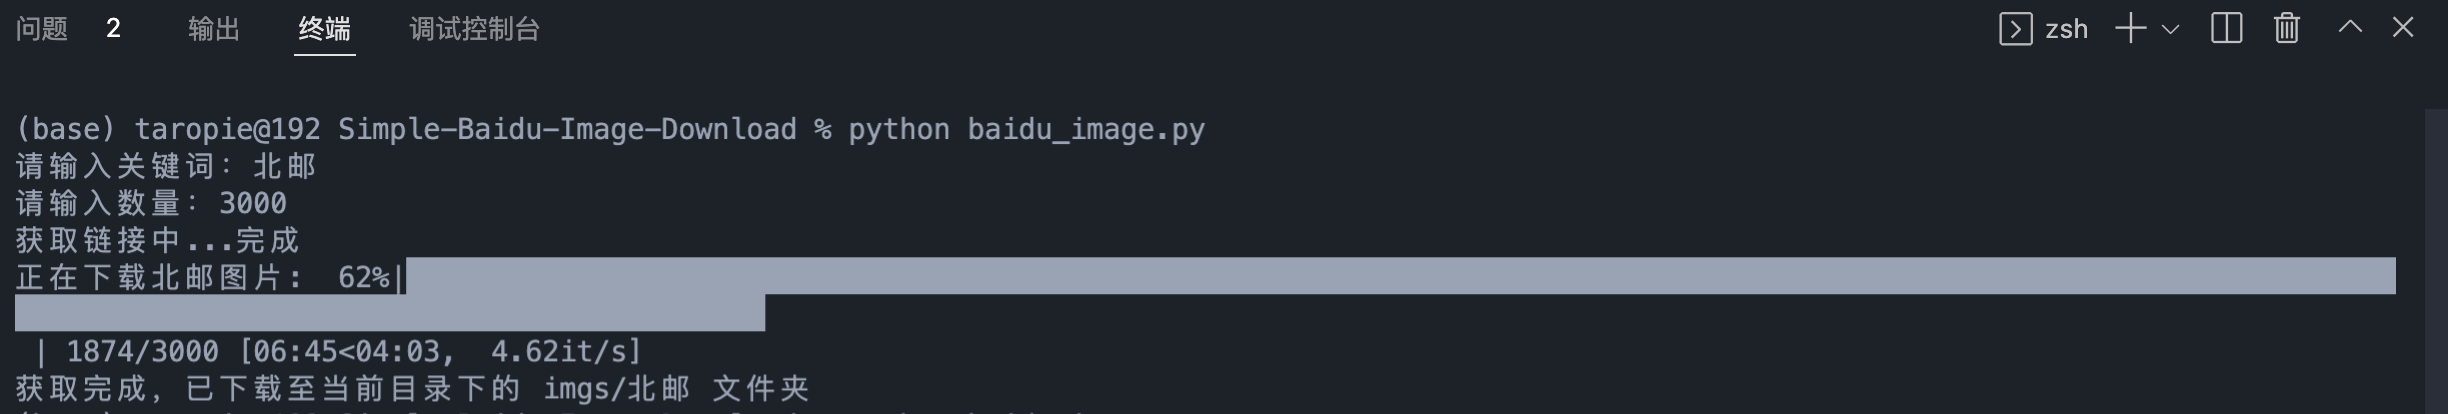 问题 2 输出 终端 调试控制台 zsh
(base) taropie@192 Simple-Baidu-Image-Download % python baidu_image.py
请输入关键词：北邮
请输入数量：3000
获取链接中...完成
正在下载北邮图片： 62%|
| 1874/3000 [06:45<04:03, 4.62it/s]
获取完成，已下载至当前目录下的 imgs/北邮 文件夹